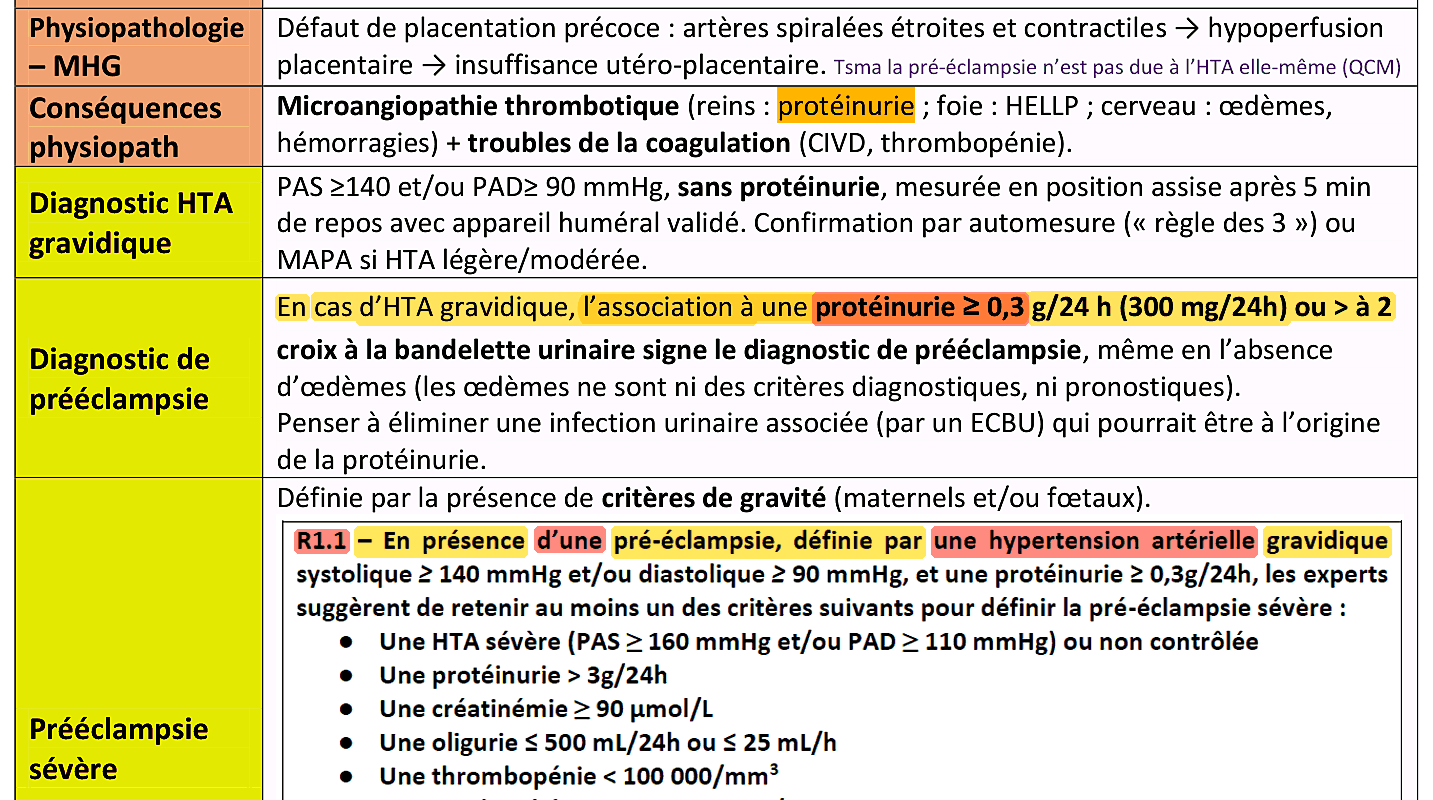 Physiopathologie
– MHG
Défaut de placentation précoce : artères spiralées étroites et contractiles → hypoperfusion
placentaire → insuffisance utéro-placentaire. Tsma la pré-éclampsie n’est pas due à l’HTA elle-même (QCM)
Conséquences
physiopath
Microangiopathie thrombotique (reins : protéinurie ; foie : HELLP ; cerveau : œdèmes,
hémorragies) + troubles de la coagulation (CIVD, thrombopénie).
Diagnostic HTA
gravidique
PAS ≥140 et/ou PAD≥ 90 mmHg, sans protéinurie, mesurée en position assise après 5 min
de repos avec appareil huméral validé. Confirmation par automesure (« règle des 3 ») ou
MAPA si HTA légère/modérée.
Diagnostic de
prééclampsie
En cas d’HTA gravidique, l’association à une protéinurie ≥ 0,3 g/24 h (300 mg/24h) ou > à 2
croix à la bandelette urinaire signe le diagnostic de prééclampsie, même en l’absence
d’œdèmes (les œdèmes ne sont ni des critères diagnostiques, ni pronostiques).
Penser à éliminer une infection urinaire associée (par un ECBU) qui pourrait être à l’origine
de la protéinurie.
Prééclampsie
sévère
Définie par la présence de critères de gravité (maternels et/ou fœtaux).
R1.1 – En présence d’une pré-éclampsie, définie par une hypertension artérielle gravidique
systolique ≥ 140 mmHg et/ou diastolique ≥ 90 mmHg, et une protéinurie ≥ 0,3g/24h, les experts
suggèrent de retenir au moins un des critères suivants pour définir la pré-éclampsie sévère :
● Une HTA sévère (PAS ≥ 160 mmHg et/ou PAD ≥ 110 mmHg) ou non contrôlée
● Une protéinurie > 3g/24h
● Une créatinémie ≥ 90 µmol/L
● Une oligurie ≤ 500 mL/24h ou ≤ 25 mL/h
● Une thrombopénie < 100 000/mm³